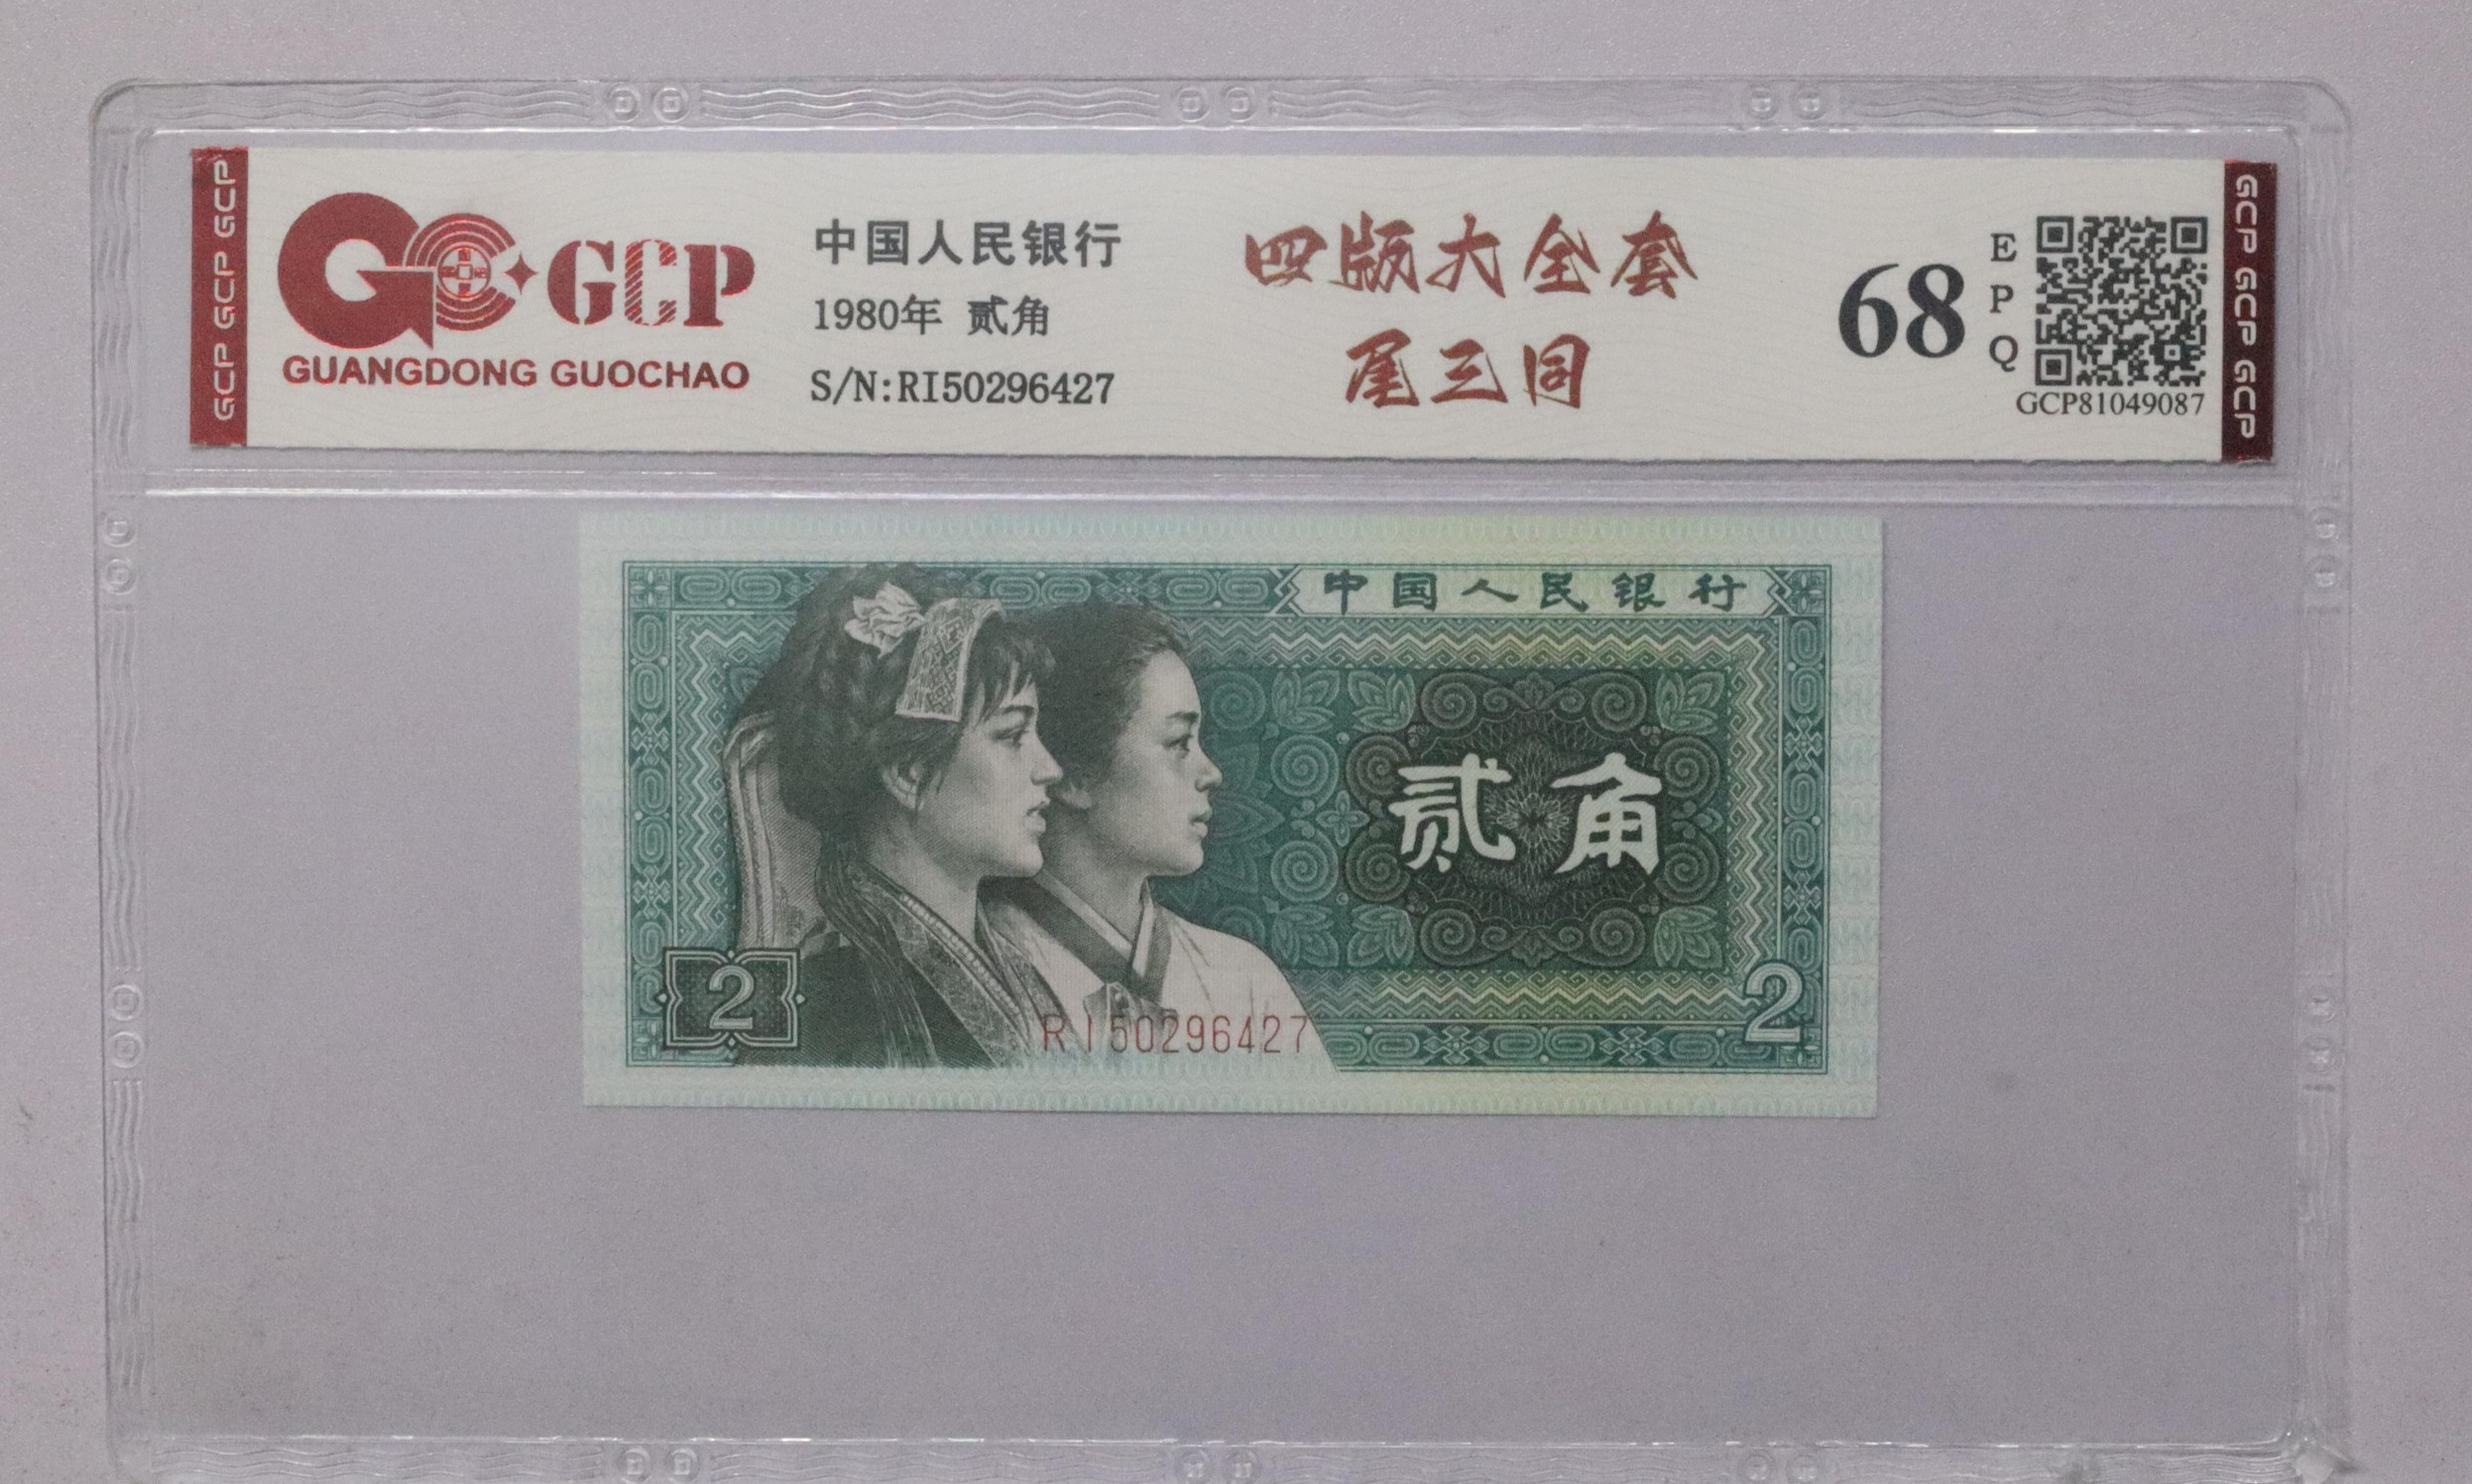 GCP GCP GCP
GCP
GUANGDONG GUOCHAO
中国人民银行
1980年 贰角
S/N:RI50296427
四版大全套
尾三同
68
EPQ
GCP81049087
GCP GCP GCP
中国人民银行
贰角
2
RI50296427
2